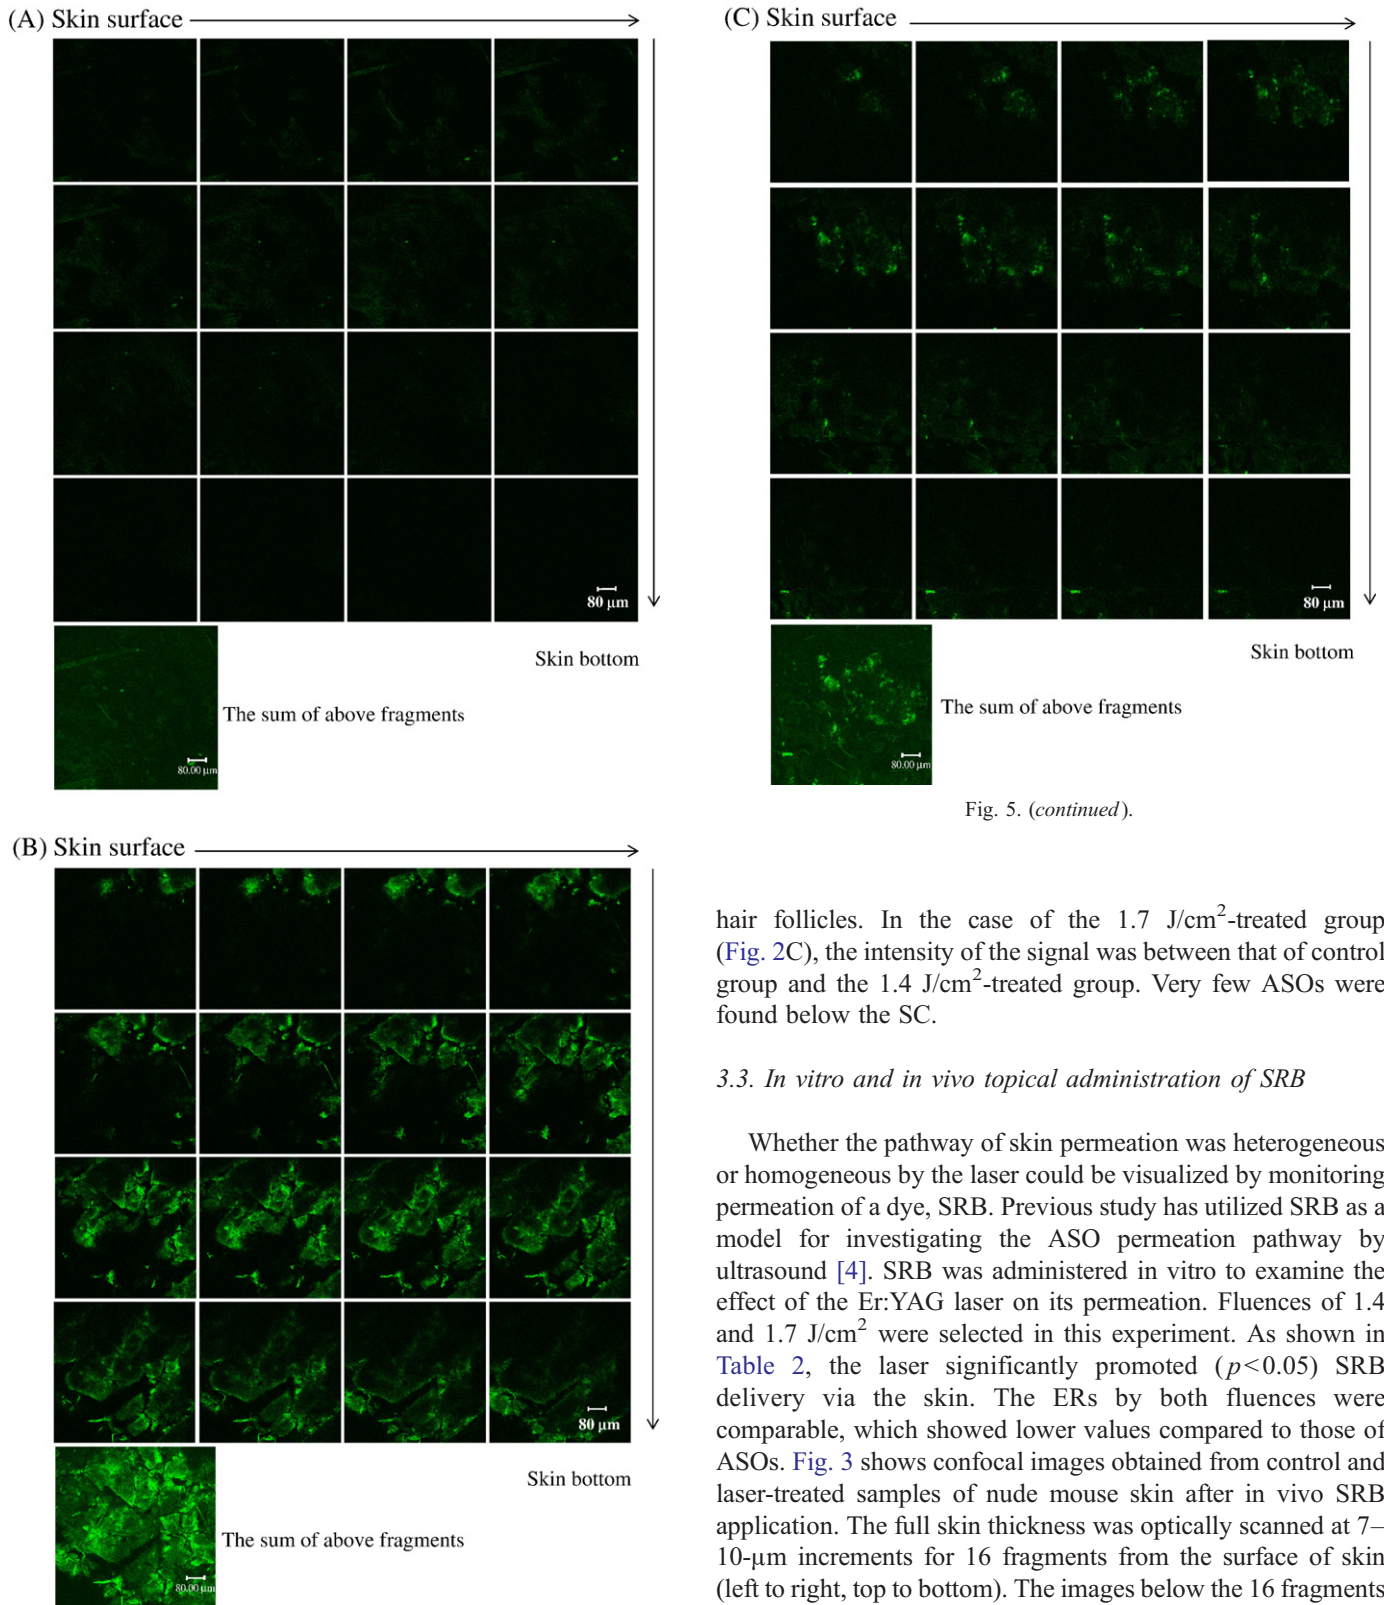 (A) Skin surface
80 μm
Skin bottom
The sum of above fragments
80.00 μm
(B) Skin surface
80 μm
Skin bottom
The sum of above fragments
80.00 μm
(C) Skin surface
80 μm
Skin bottom
The sum of above fragments
80.00 μm
Fig. 5. (continued).
hair follicles. In the case of the 1.7 J/cm²-treated group
(Fig. 2C), the intensity of the signal was between that of control
group and the 1.4 J/cm²-treated group. Very few ASOs were
found below the SC.
3.3. In vitro and in vivo topical administration of SRB
Whether the pathway of skin permeation was heterogeneous
or homogeneous by the laser could be visualized by monitoring
permeation of a dye, SRB. Previous study has utilized SRB as a
model for investigating the ASO permeation pathway by
ultrasound [4]. SRB was administered in vitro to examine the
effect of the Er:YAG laser on its permeation. Fluences of 1.4
and 1.7 J/cm² were selected in this experiment. As shown in
Table 2, the laser significantly promoted (p<0.05) SRB
delivery via the skin. The ERs by both fluences were
comparable, which showed lower values compared to those of
ASOs. Fig. 3 shows confocal images obtained from control and
laser-treated samples of nude mouse skin after in vivo SRB
application. The full skin thickness was optically scanned at 7–
10-μm increments for 16 fragments from the surface of skin
(left to right, top to bottom). The images below the 16 fragments